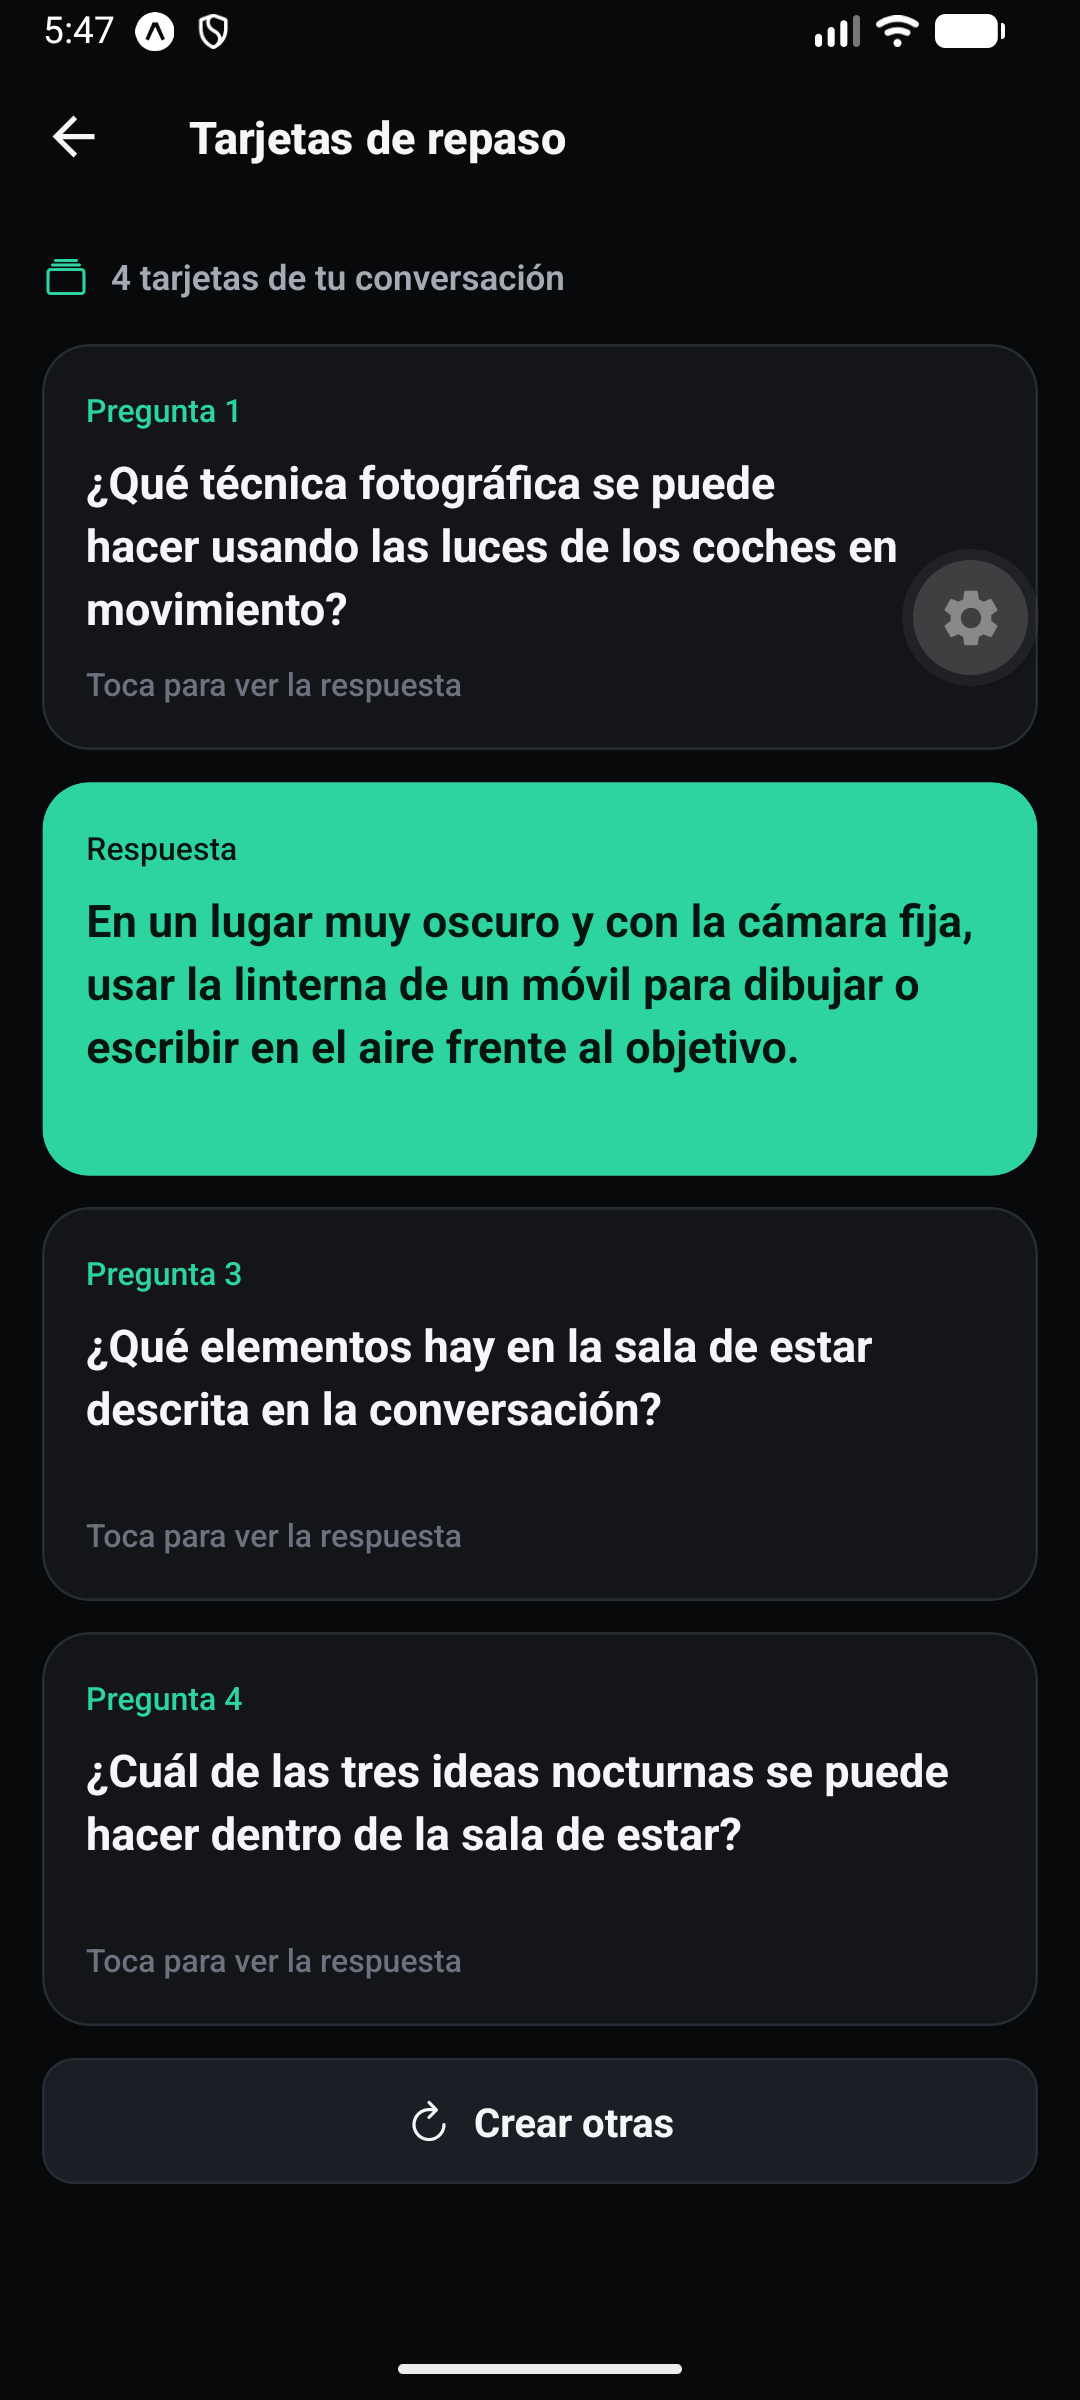 5:47
Tarjetas de repaso
4 tarjetas de tu conversación
Pregunta 1
¿Qué técnica fotográfica se puede
hacer usando las luces de los coches en
movimiento?
Toca para ver la respuesta
Respuesta
En un lugar muy oscuro y con la cámara fija,
usar la linterna de un móvil para dibujar o
escribir en el aire frente al objetivo.
Pregunta 3
¿Qué elementos hay en la sala de estar
descrita en la conversación?
Toca para ver la respuesta
Pregunta 4
¿Cuál de las tres ideas nocturnas se puede
hacer dentro de la sala de estar?
Toca para ver la respuesta
Crear otras